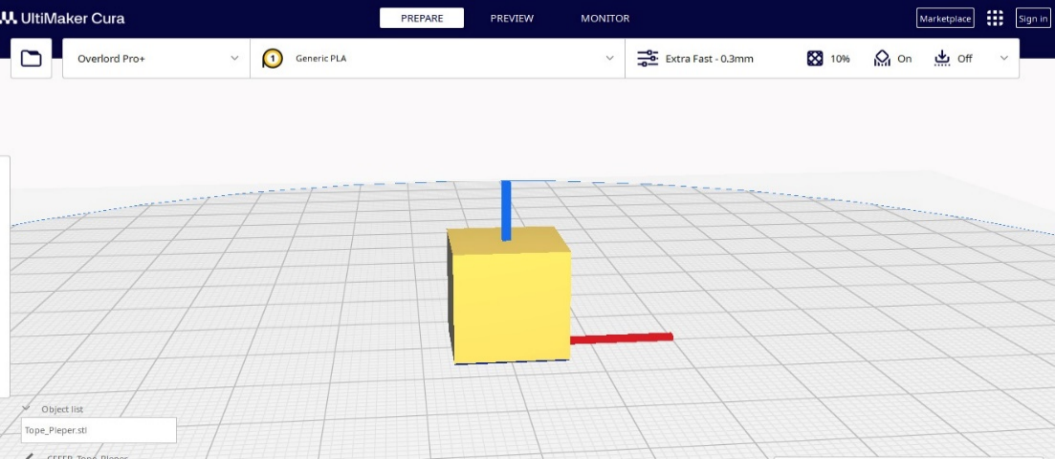 UltiMaker Cura
PREPARE
PREVIEW
MONITOR
Marketplace
Sign in
Overlord Pro+
1
Generic PLA
Extra Fast - 0.3mm
10%
On
Off
Object list
Tope_Pieper.stl